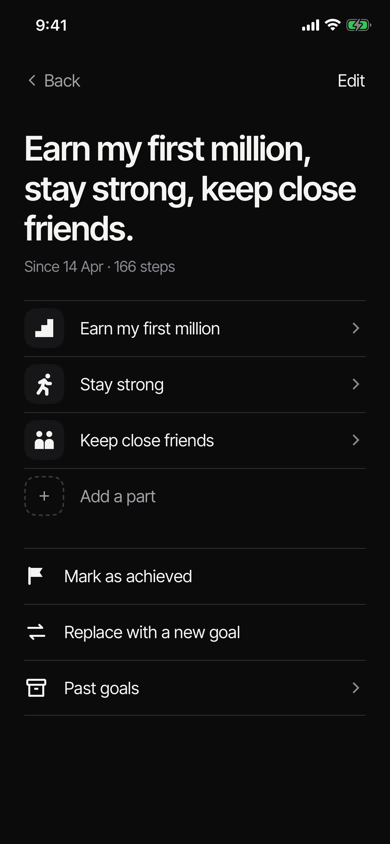 9:41
Back
Edit
Earn my first million,
stay strong, keep close
friends.
Since 14 Apr · 166 steps
Earn my first million
Stay strong
Keep close friends
+ Add a part
Mark as achieved
Replace with a new goal
Past goals